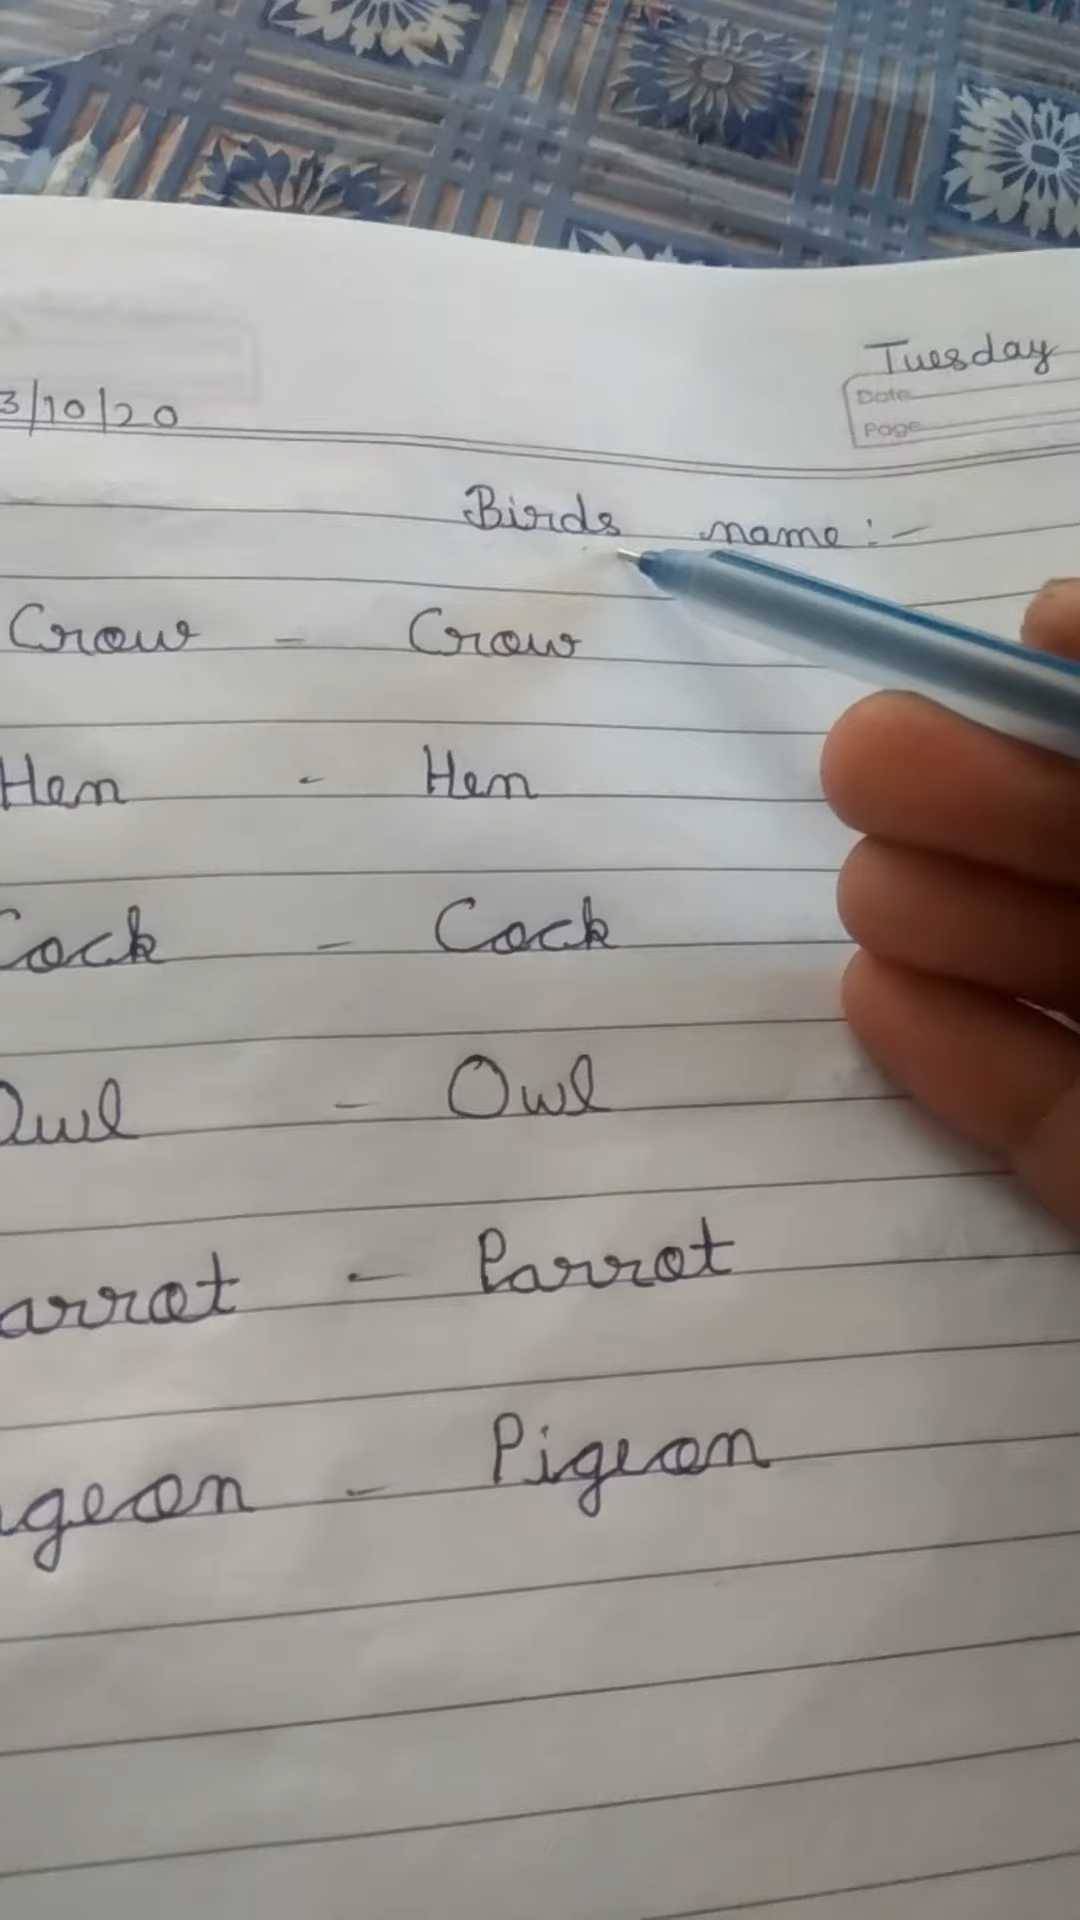 Tuesday
Date
Page
3/10/20
Birds name:-
Crow - Crow
Hen - Hen
Cock - Cock
Owl - Owl
arrot - Parrot
geon - Pigeon